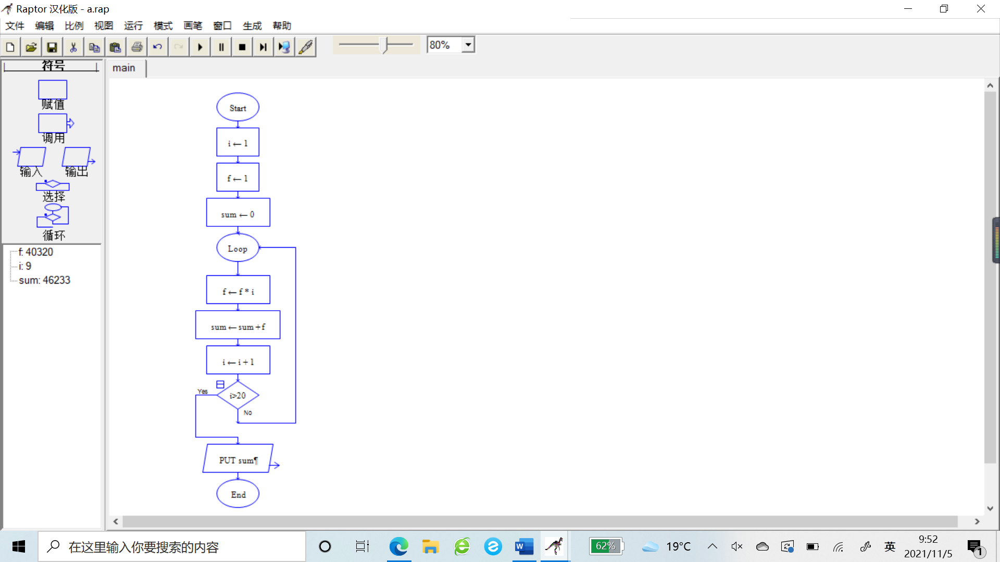 Raptor 汉化版 - a.rap
文件 编辑 比例 视图 运行 模式 画笔 窗口 生成 帮助
80%
符号
main
赋值
调用
输入 输出
选择
循环
f: 40320
i: 9
sum: 46233
Start
i ← 1
f ← 1
sum ← 0
Loop
f ← f * i
sum ← sum + f
i ← i + 1
Yes
i>20
No
PUT sum¶
End
在这里输入你要搜索的内容
62%
19°C
英
9:52
2021/11/5
1